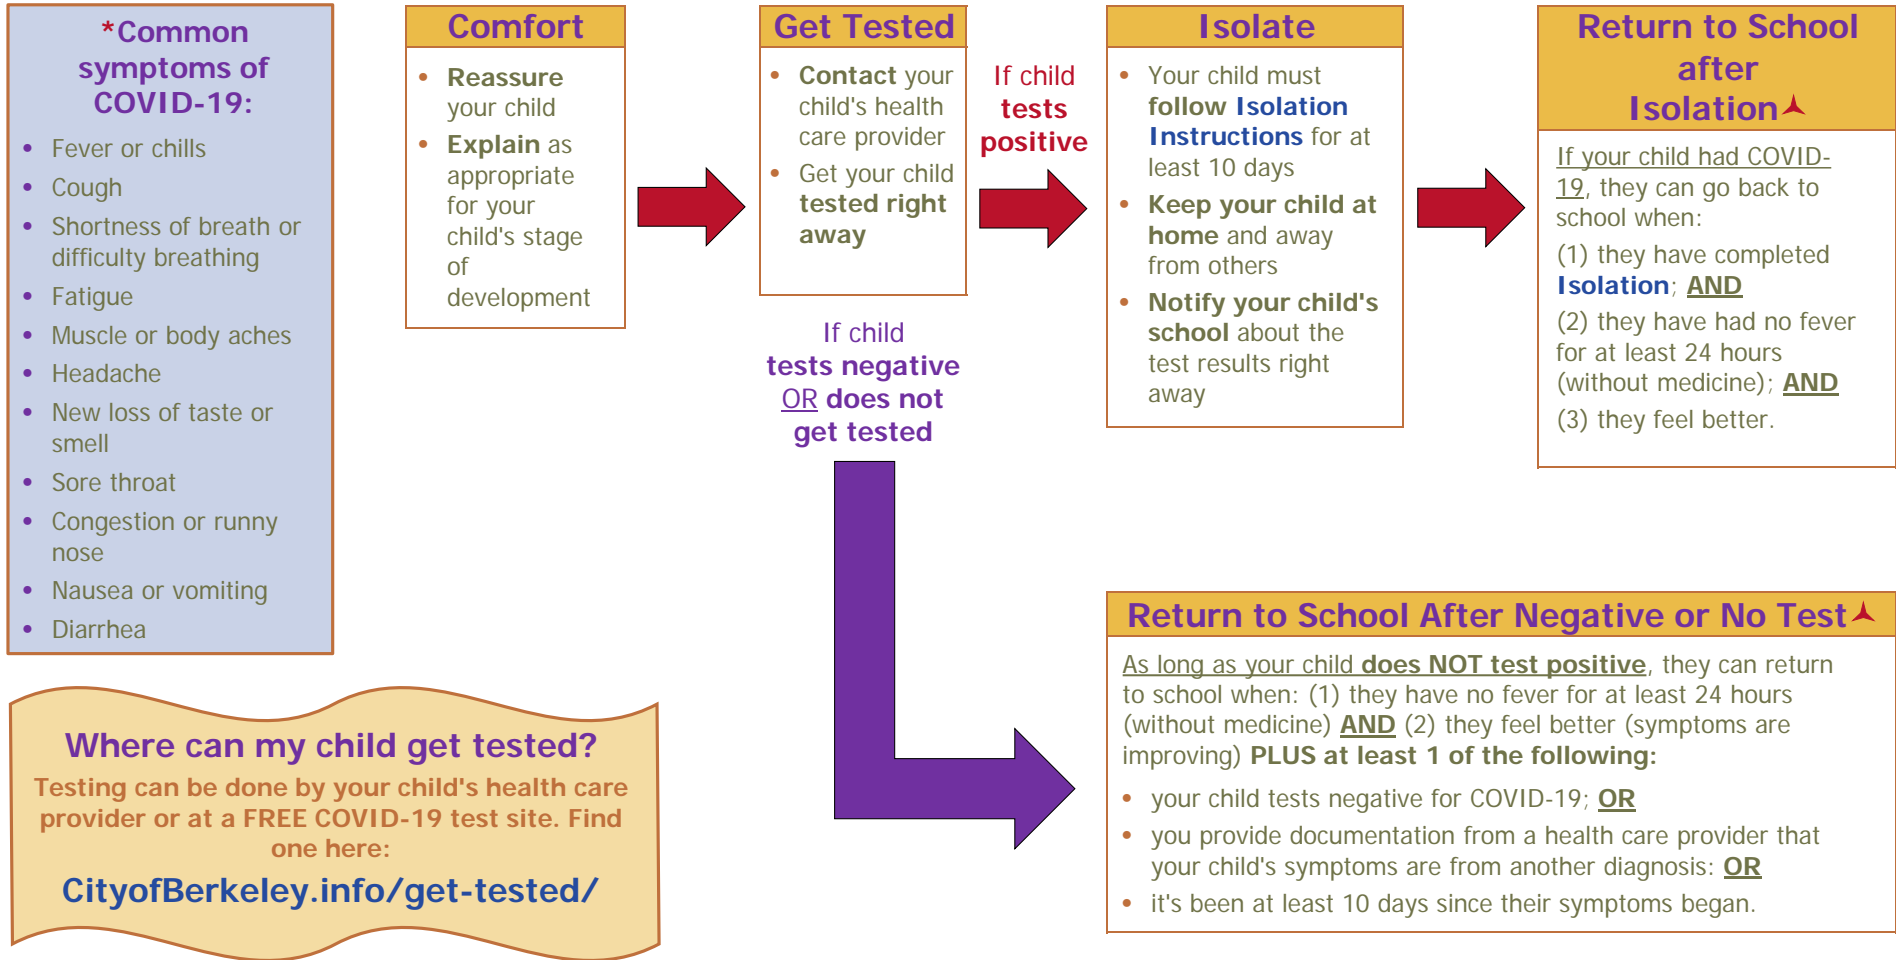 *Common
symptoms of
COVID-19:
• Fever or chills
• Cough
• Shortness of breath or
difficulty breathing
• Fatigue
• Muscle or body aches
• Headache
• New loss of taste or
smell
• Sore throat
• Congestion or runny
nose
• Nausea or vomiting
• Diarrhea
Comfort
• Reassure
your child
• Explain as
appropriate
for your
child's stage
of
development
Get Tested
• Contact your
child's health
care provider
• Get your child
tested right
away
If child
tests
positive
Isolate
• Your child must
follow Isolation
Instructions for at
least 10 days
• Keep your child at
home and away
from others
• Notify your child's
school about the
test results right
away
Return to School
after
Isolation
If your child had COVID-
19, they can go back to
school when:
(1) they have completed
Isolation; AND
(2) they have had no fever
for at least 24 hours
(without medicine); AND
(3) they feel better.
If child
tests negative
OR does not
get tested
Return to School After Negative or No Test
As long as your child does NOT test positive, they can return
to school when: (1) they have no fever for at least 24 hours
(without medicine) AND (2) they feel better (symptoms are
improving) PLUS at least 1 of the following:
• your child tests negative for COVID-19; OR
• you provide documentation from a health care provider that
your child's symptoms are from another diagnosis: OR
• it's been at least 10 days since their symptoms began.
Where can my child get tested?
Testing can be done by your child's health care
provider or at a FREE COVID-19 test site. Find
one here:
CityofBerkeley.info/get-tested/